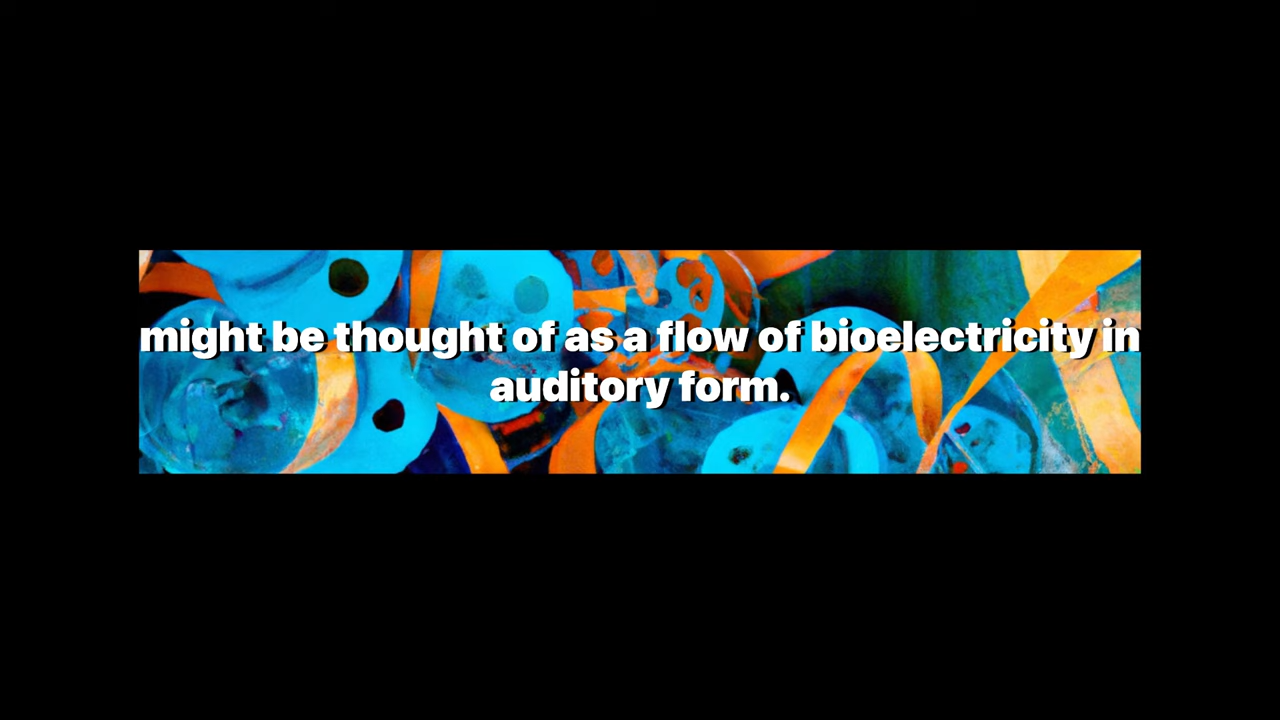 might be thought of as a flow of bioelectricity in
auditory form.